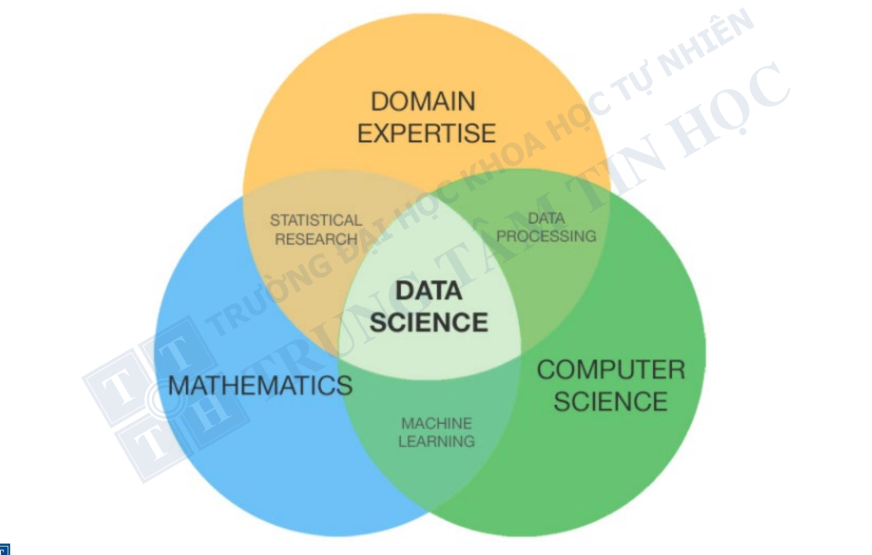 DOMAIN
EXPERTISE
STATISTICAL
RESEARCH
DATA
PROCESSING
DATA
SCIENCE
MATHEMATICS
COMPUTER
SCIENCE
MACHINE
LEARNING
TRƯỜNG ĐẠI HỌC KHOA HỌC TỰ NHIÊN
TRUNG TÂM TIN HỌC
T T
T H